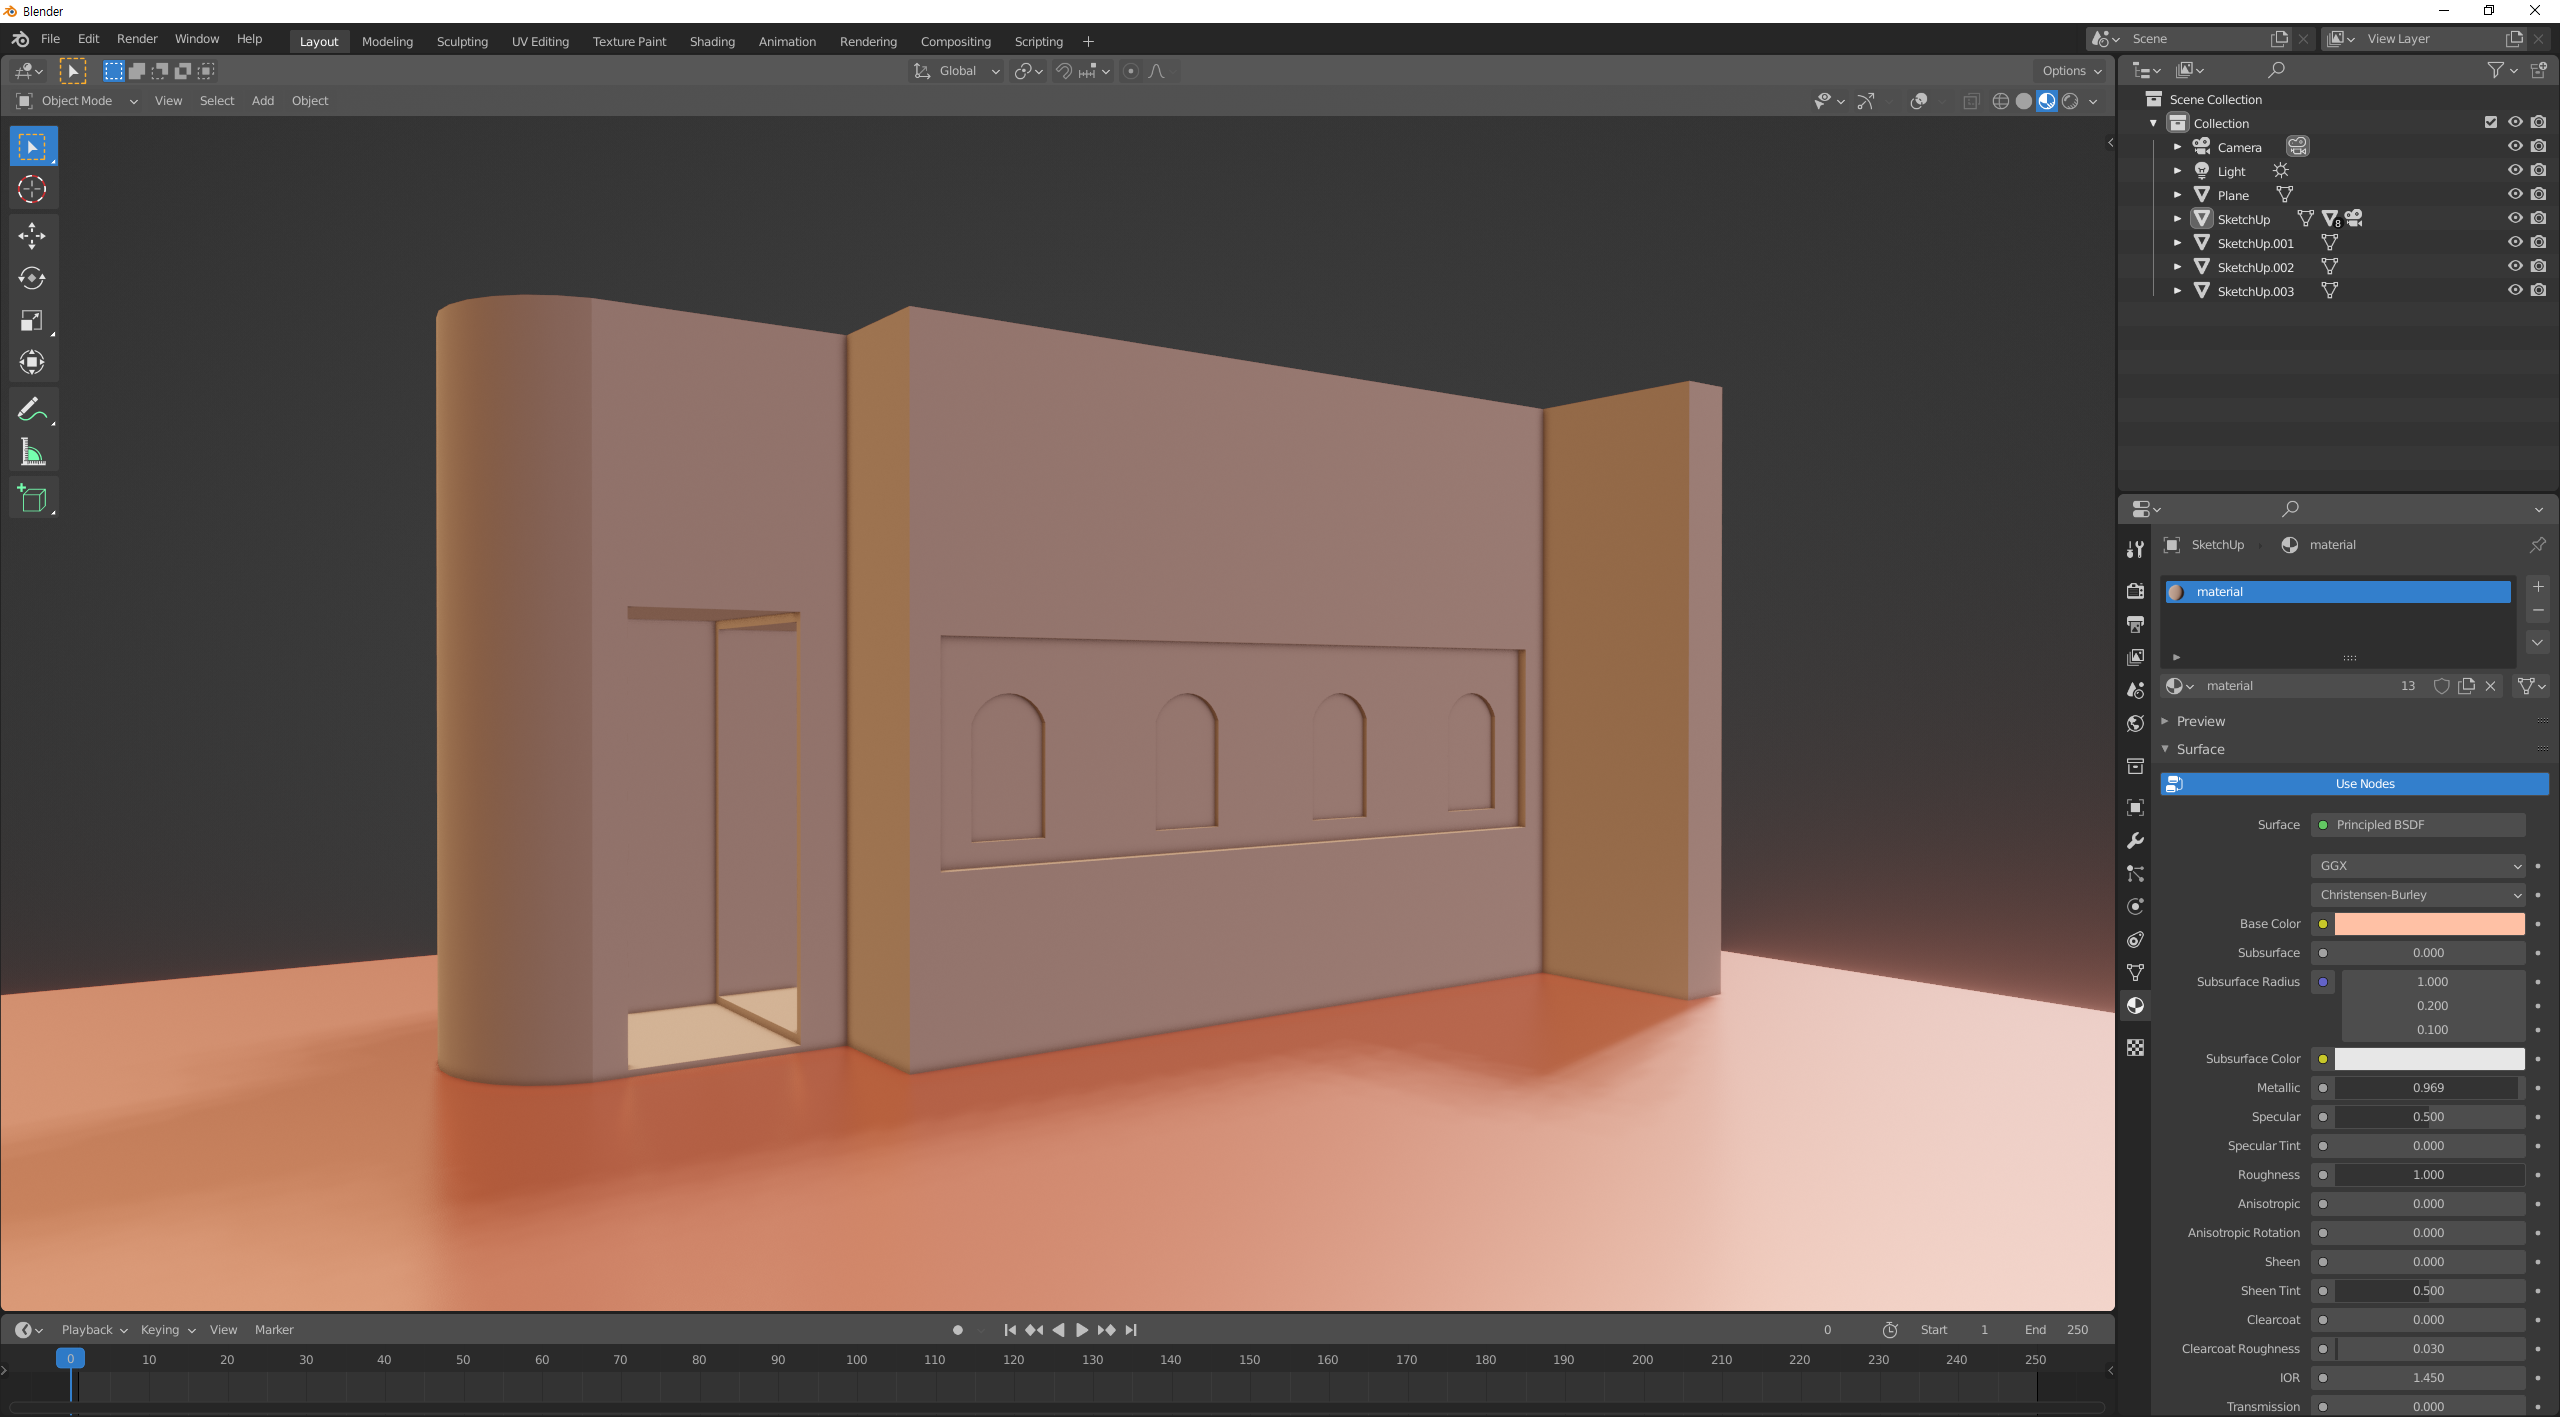 Blender
File Edit Render Window Help Layout Modeling Sculpting UV Editing Texture Paint Shading Animation Rendering Compositing Scripting + Scene View Layer
Global Options
Object Mode View Select Add Object
Scene Collection
Collection
Camera
Light
Plane
SketchUp 8
SketchUp.001
SketchUp.002
SketchUp.003
SketchUp material
material
material 13
Preview
Surface
Use Nodes
Surface Principled BSDF
GGX
Christensen-Burley
Base Color
Subsurface 0.000
Subsurface Radius 1.000
0.200
0.100
Subsurface Color
Metallic 0.969
Specular 0.500
Specular Tint 0.000
Roughness 1.000
Anisotropic 0.000
Anisotropic Rotation 0.000
Sheen 0.000
Sheen Tint 0.500
Clearcoat 0.000
Clearcoat Roughness 0.030
IOR 1.450
Transmission 0.000
Playback Keying View Marker 0 Start 1 End 250
0 10 20 30 40 50 60 70 80 90 100 110 120 130 140 150 160 170 180 190 200 210 220 230 240 250